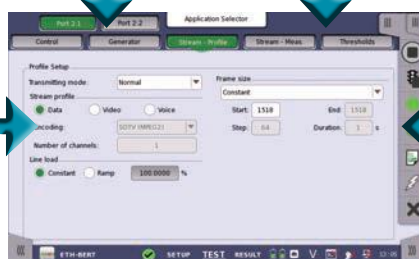 Port 2:1
Port 2:2
Application Selector
Control
Generator
Stream - Profile
Stream - Meas.
Thresholds
Profile Setup
Transmitting mode:
Normal
Stream profile
Data
Video
Voice
Encoding:
SDTV (MPEG2)
Number of channels:
1
Line load
Constant
Ramp
100.0000 %
Frame size
Constant
Start:
1518
End:
1518
Step:
64
Duration:
1 s
ETH-BERT
SETUP
TEST
RESULT
V